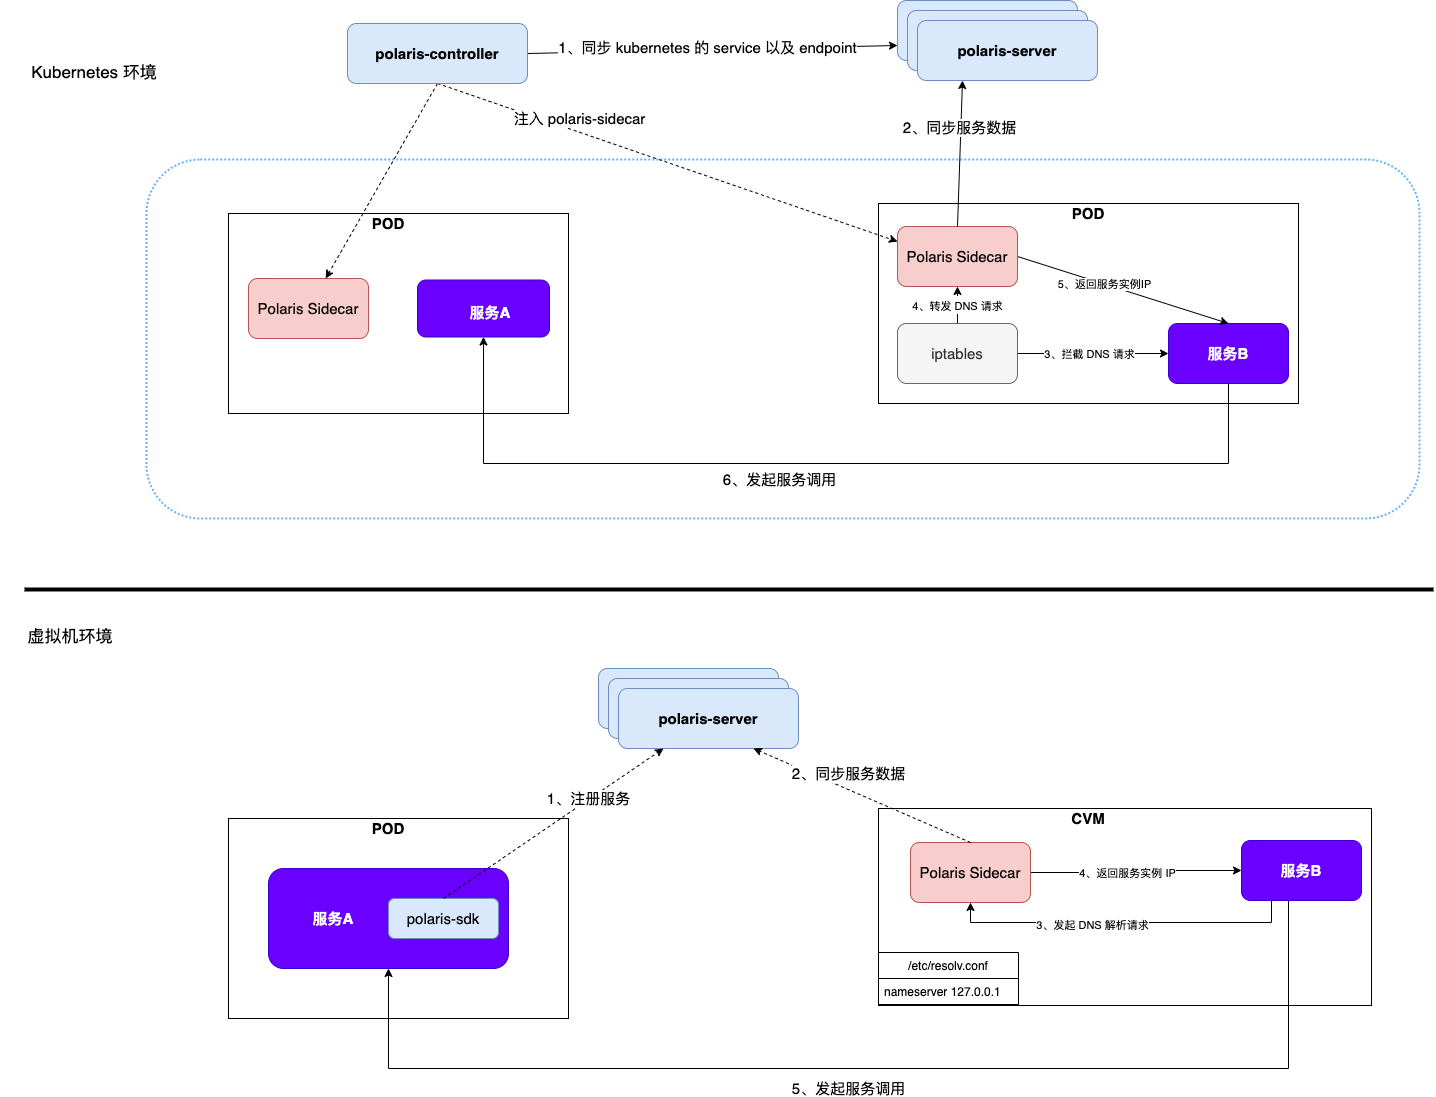 polaris-controller
1、同步 kubernetes 的 service 以及 endpoint
polaris-server
Kubernetes 环境
注入 polaris-sidecar
2、同步服务数据
POD
POD
Polaris Sidecar
服务A
Polaris Sidecar
5、返回服务实例IP
4、转发 DNS 请求
iptables
3、拦截 DNS 请求
服务B
6、发起服务调用
虚拟机环境
polaris-server
1、注册服务
2、同步服务数据
POD
CVM
服务A
polaris-sdk
Polaris Sidecar
4、返回服务实例 IP
服务B
3、发起 DNS 解析请求
/etc/resolv.conf
nameserver 127.0.0.1
5、发起服务调用